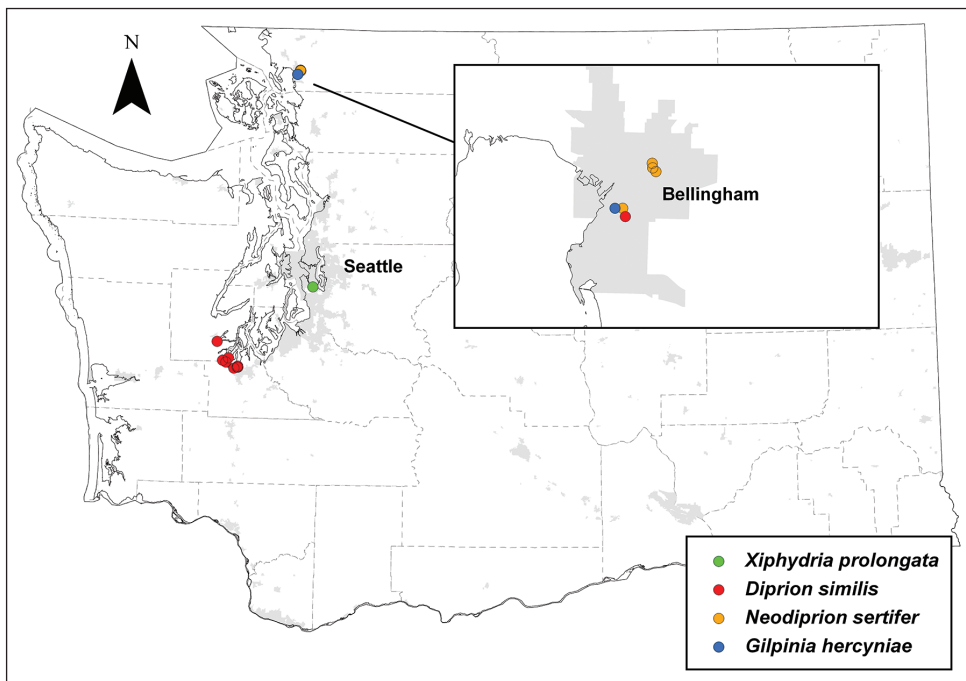 N
Bellingham
Seattle
Xiphydria prolongata
Diprion similis
Neodiprion sertifer
Gilpinia hercyniae